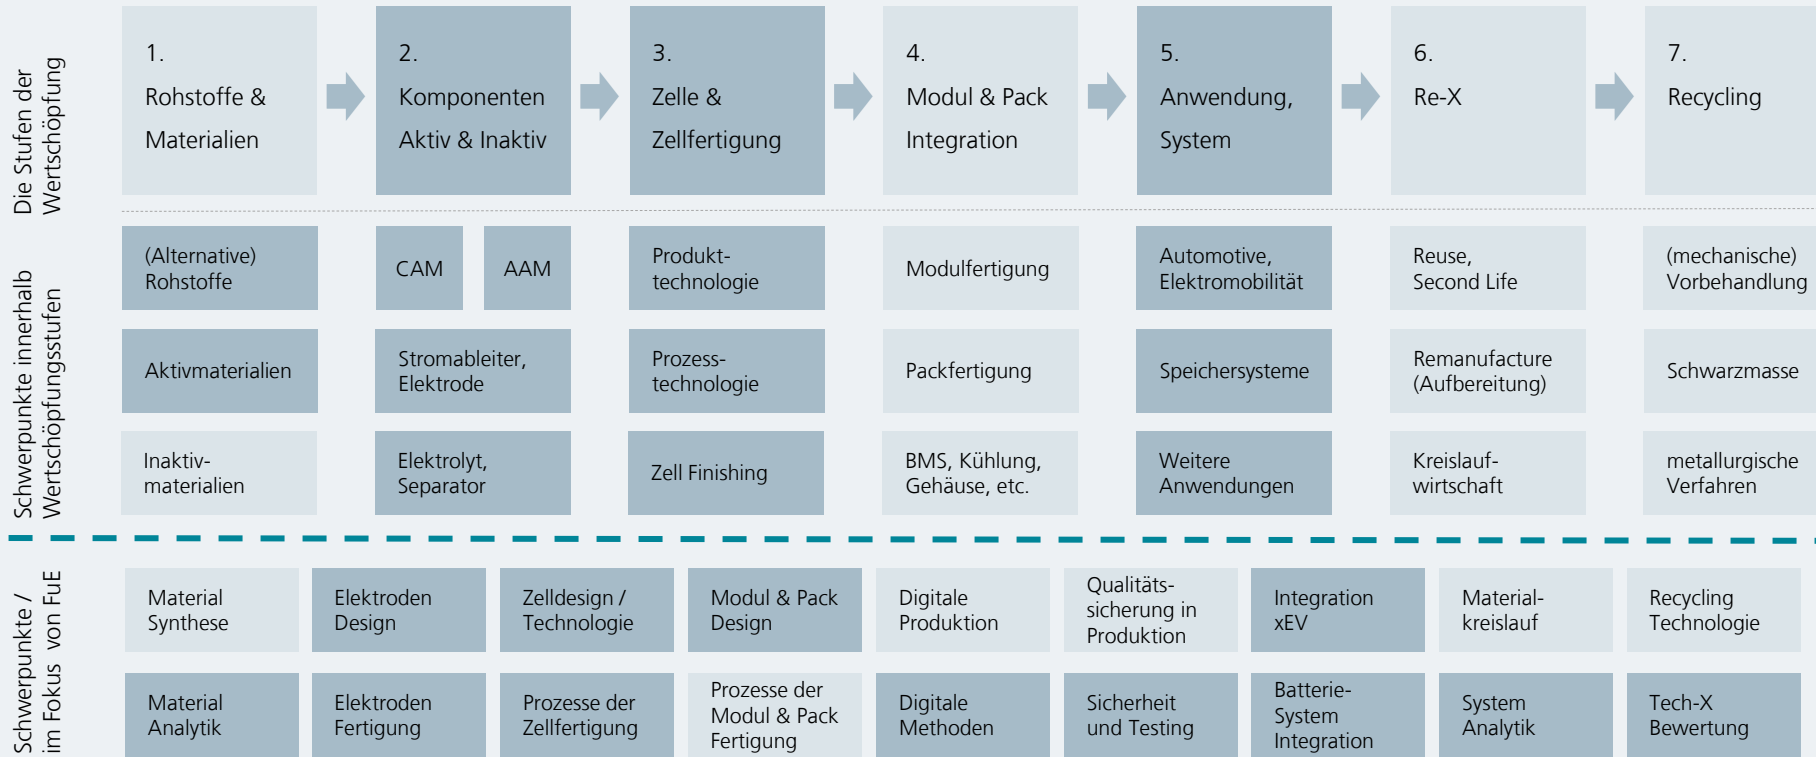 Die Stufen der
Wertschöpfung
1.
Rohstoffe &
Materialien
2.
Komponenten
Aktiv & Inaktiv
3.
Zelle &
Zellfertigung
4.
Modul & Pack
Integration
5.
Anwendung,
System
6.
Re-X
7.
Recycling
Schwerpunkte innerhalb
Wertschöpfungsstufen
(Alternative)
Rohstoffe
CAM
AAM
Produkt-
technologie
Modulfertigung
Automotive,
Elektromobilität
Reuse,
Second Life
(mechanische)
Vorbehandlung
Aktivmaterialien
Stromableiter,
Elektrode
Prozess-
technologie
Packfertigung
Speichersysteme
Remanufacture
(Aufbereitung)
Schwarzmasse
Inaktiv-
materialien
Elektrolyt,
Separator
Zell Finishing
BMS, Kühlung,
Gehäuse, etc.
Weitere
Anwendungen
Kreislauf-
wirtschaft
metallurgische
Verfahren
Schwerpunkte /
im Fokus von FuE
Material
Synthese
Elektroden
Design
Zelldesign /
Technologie
Modul & Pack
Design
Digitale
Produktion
Qualitäts-
sicherung in
Produktion
Integration
xEV
Material-
kreislauf
Recycling
Technologie
Material
Analytik
Elektroden
Fertigung
Prozesse der
Zellfertigung
Prozesse der
Modul & Pack
Fertigung
Digitale
Methoden
Sicherheit
und Testing
Batterie-
System
Integration
System
Analytik
Tech-X
Bewertung